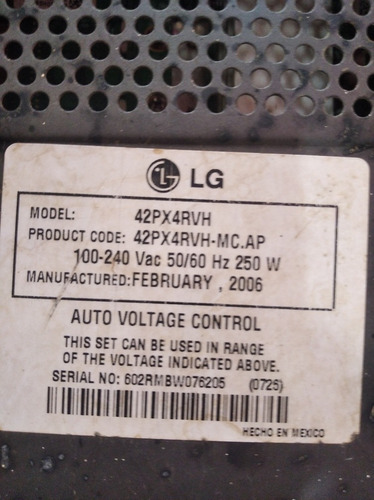 LG
MODEL: 42PX4RVH
PRODUCT CODE: 42PX4RVH-MC.AP
100-240 Vac 50/60 Hz 250 W
MANUFACTURED: FEBRUARY , 2006
AUTO VOLTAGE CONTROL
THIS SET CAN BE USED IN RANGE
OF THE VOLTAGE INDICATED ABOVE.
SERIAL NO: 602RMBW076205 (0725)
HECHO EN MEXICO